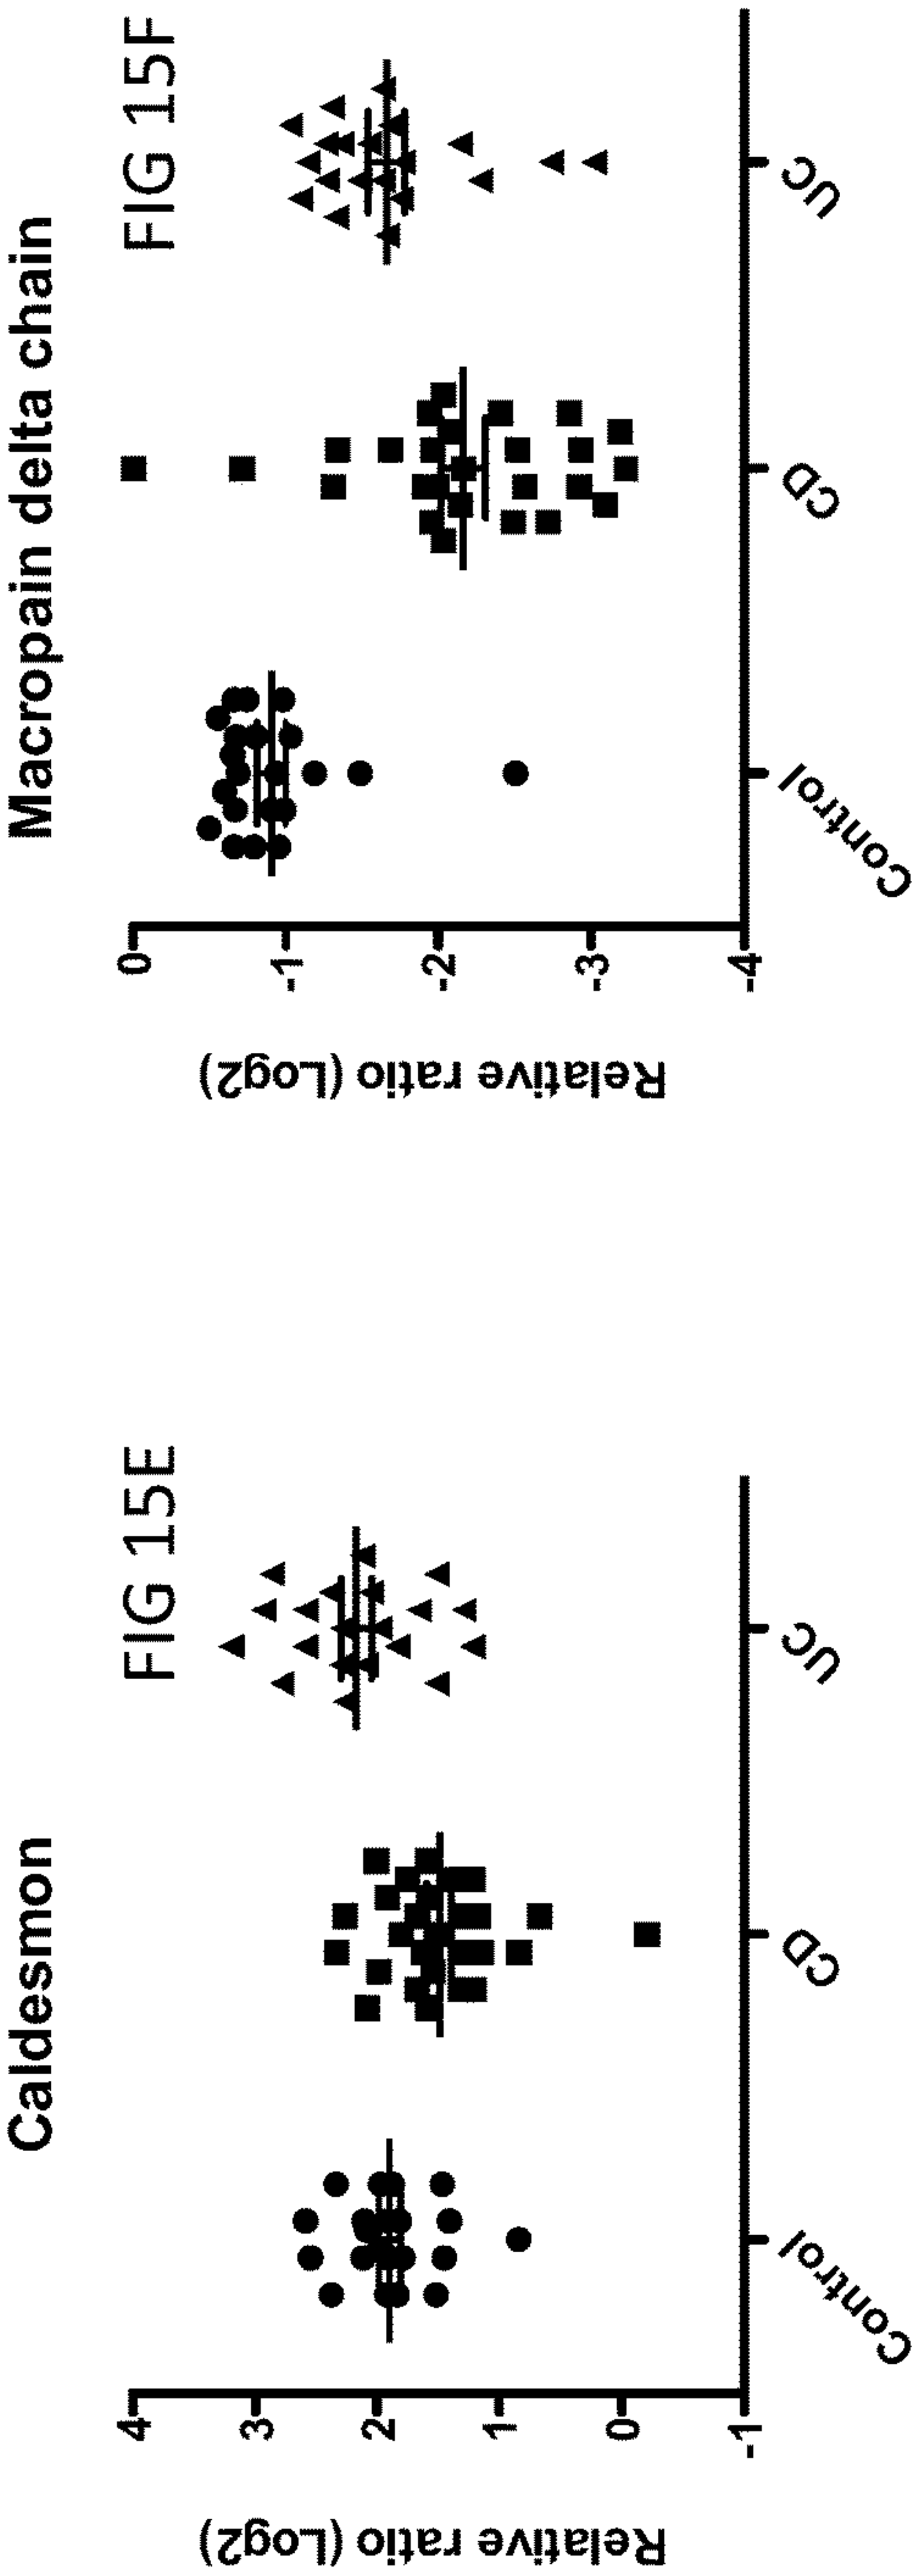 Caldesmon
FIG 15E
Relative ratio (Log2)
4
3
2
1
0
-1
Control
CD
UC
Macropain delta chain
FIG 15F
Relative ratio (Log2)
0
-1
-2
-3
-4
Control
CD
UC